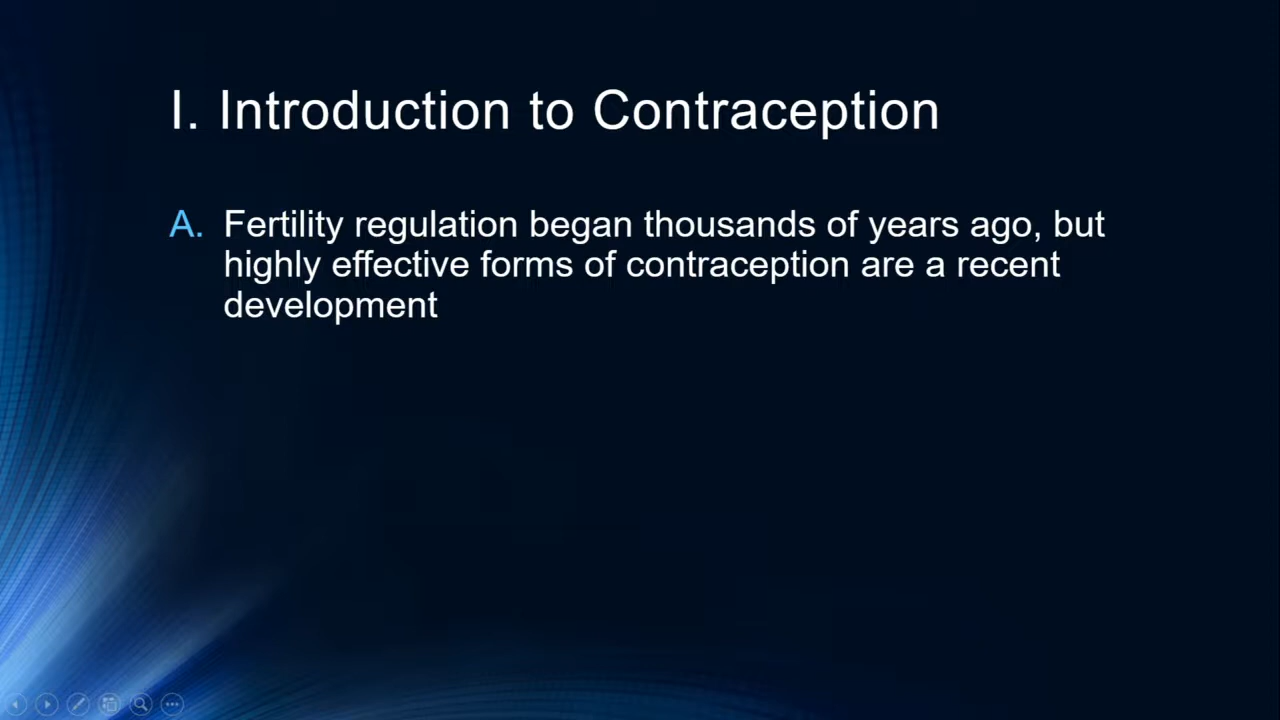 I. Introduction to Contraception
A. Fertility regulation began thousands of years ago, but
highly effective forms of contraception are a recent
development